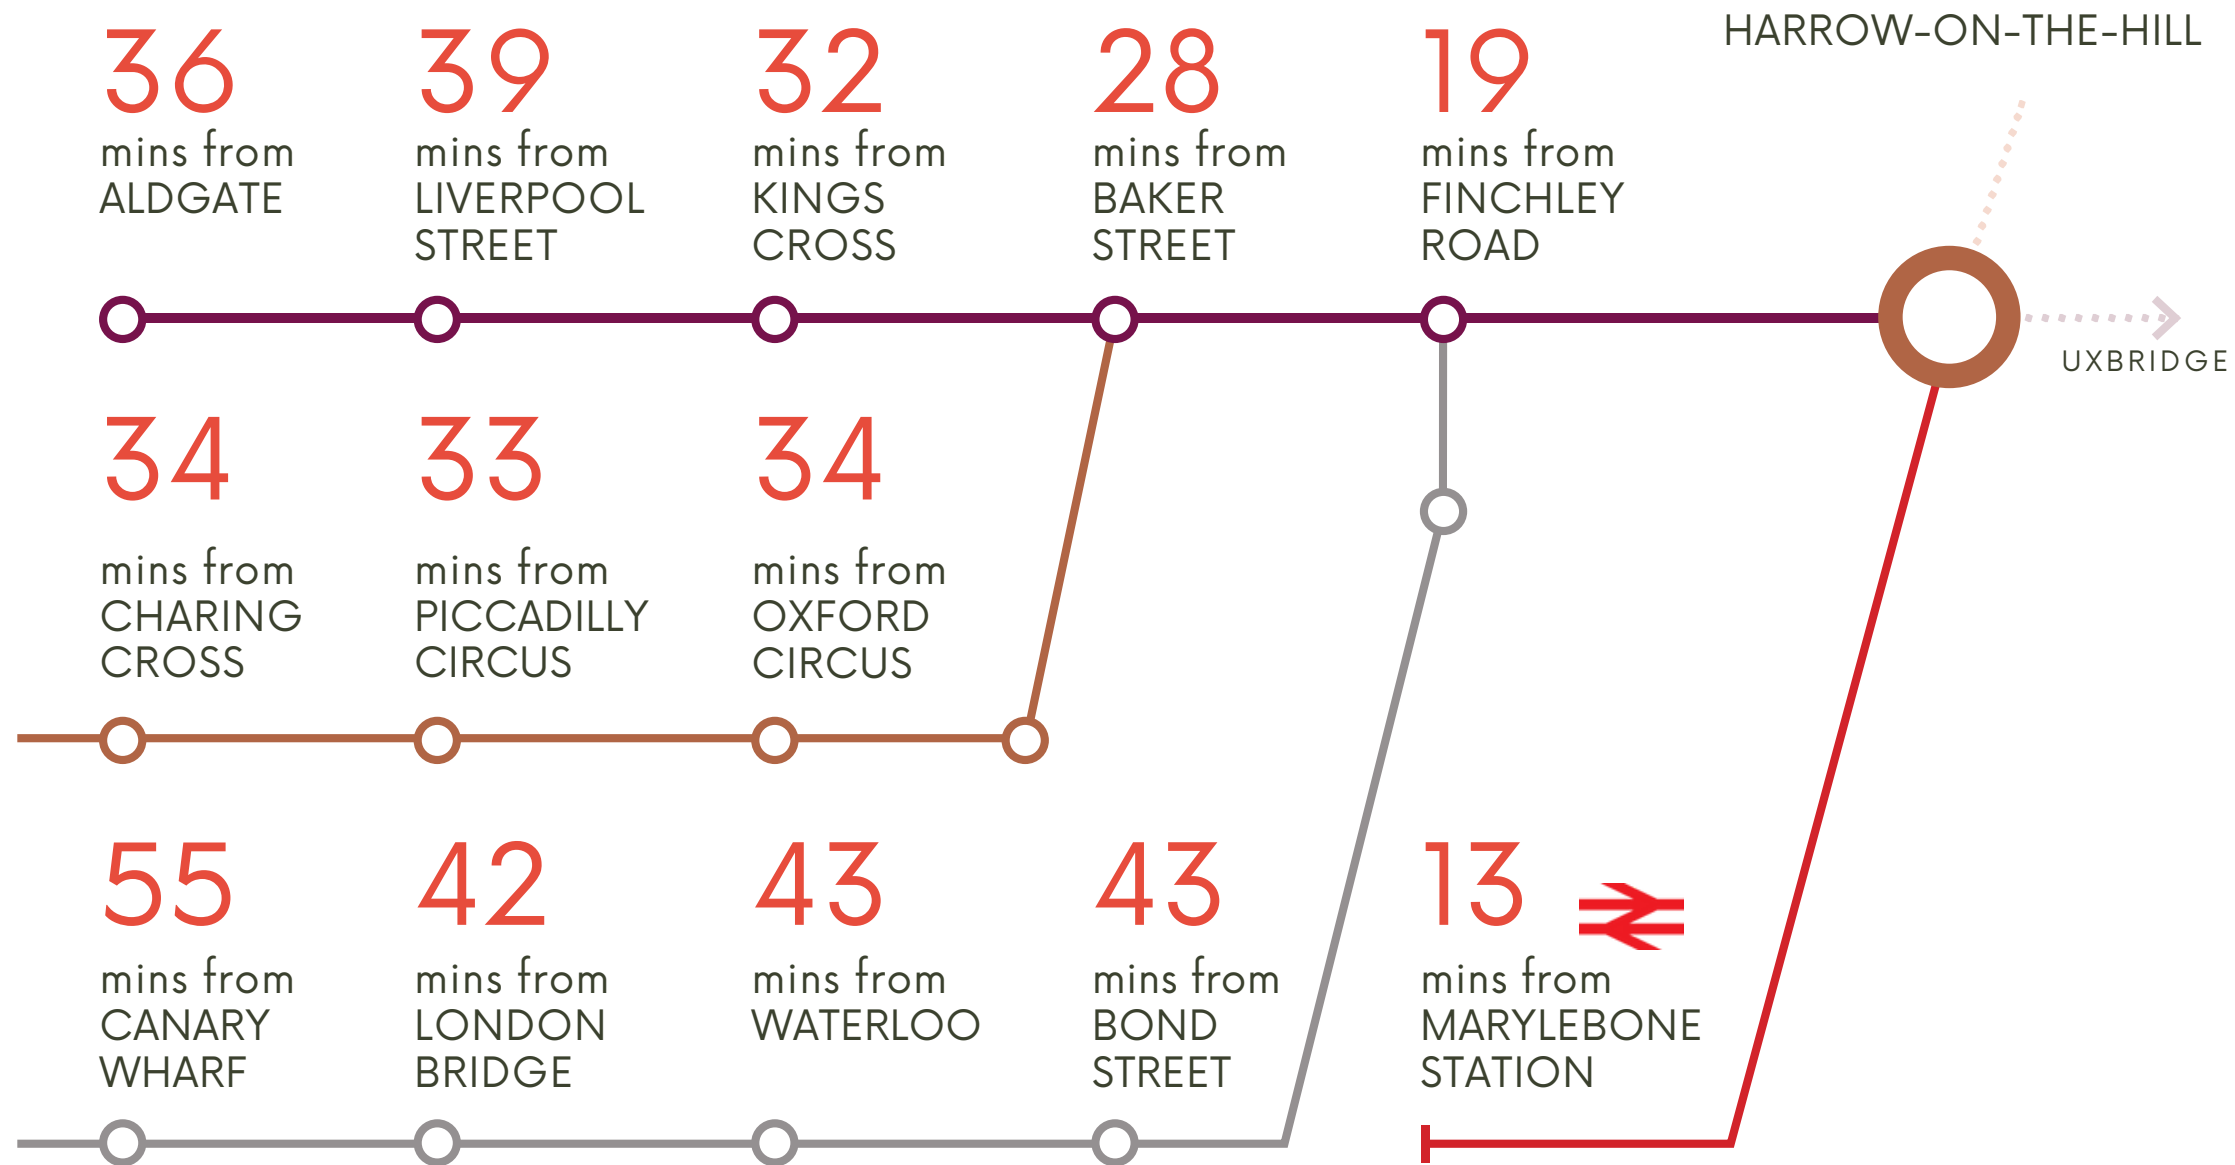 HARROW-ON-THE-HILL
36
mins from
ALDGATE
39
mins from
LIVERPOOL
STREET
32
mins from
KINGS
CROSS
28
mins from
BAKER
STREET
19
mins from
FINCHLEY
ROAD
UXBRIDGE
34
mins from
CHARING
CROSS
33
mins from
PICCADILLY
CIRCUS
34
mins from
OXFORD
CIRCUS
55
mins from
CANARY
WHARF
42
mins from
LONDON
BRIDGE
43
mins from
WATERLOO
43
mins from
BOND
STREET
13
mins from
MARYLEBONE
STATION